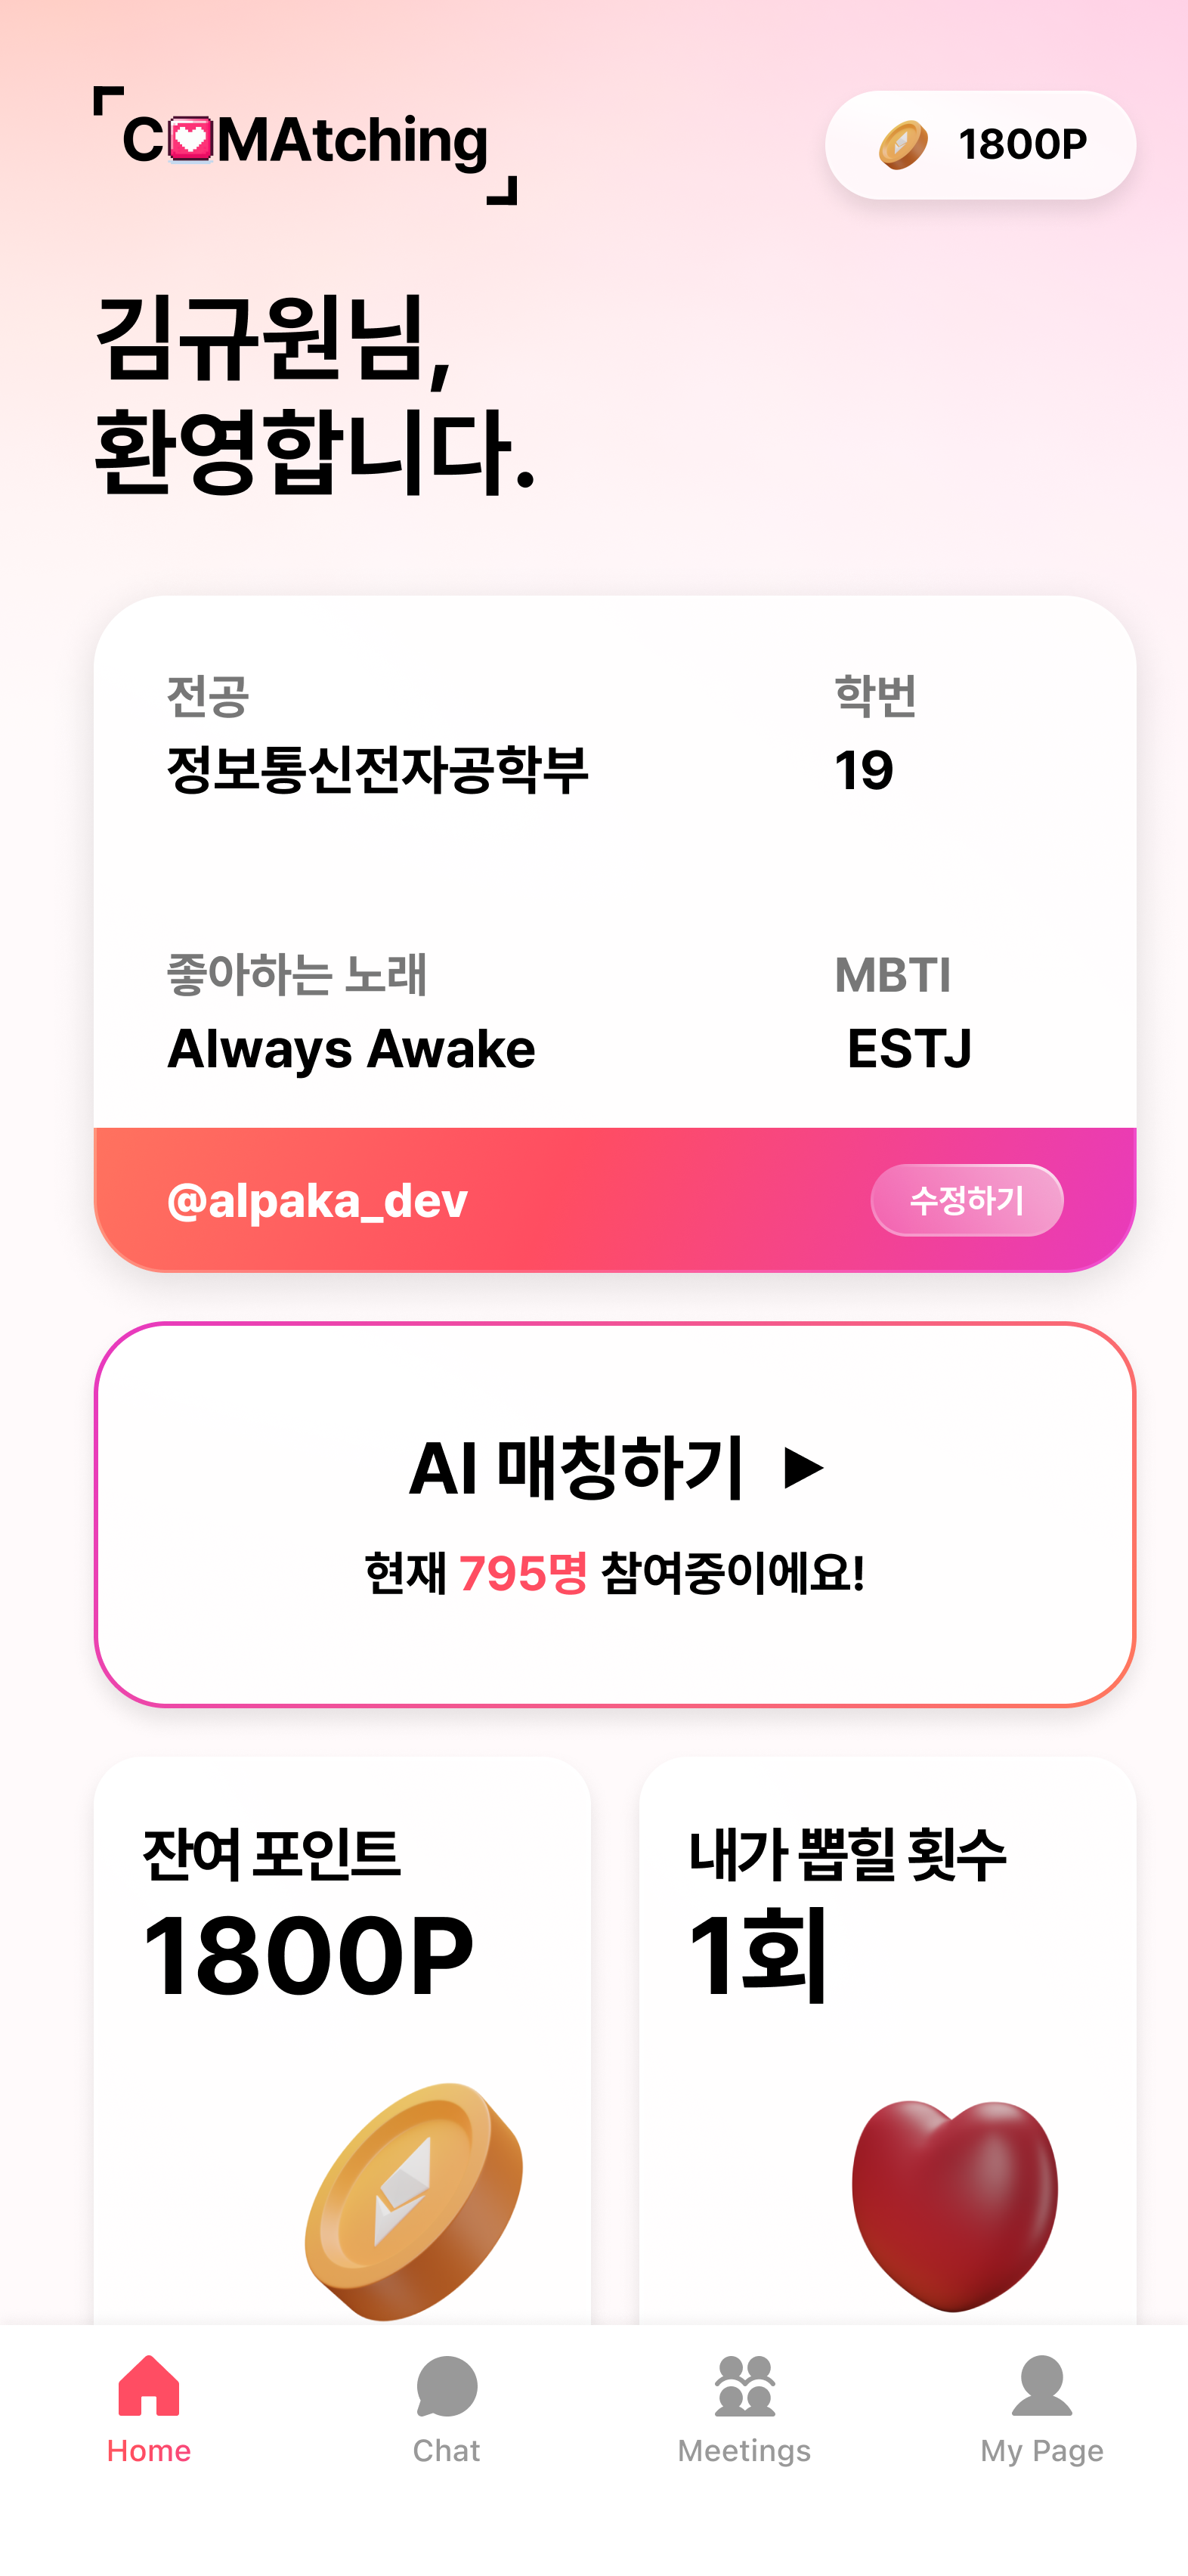 C MAtching
1800P
김규원님,
환영합니다.
전공
학번
정보통신전자공학부
19
좋아하는 노래
MBTI
Always Awake
ESTJ
@alpaka_dev
수정하기
AI 매칭하기 ▶
현재 795명 참여중이에요!
잔여 포인트
1800P
내가 뽑힐 횟수
1회
Home
Chat
Meetings
My Page